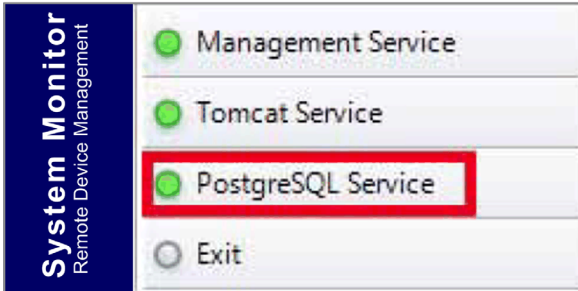 System Monitor
Remote Device Management
Management Service
Tomcat Service
PostgreSQL Service
Exit